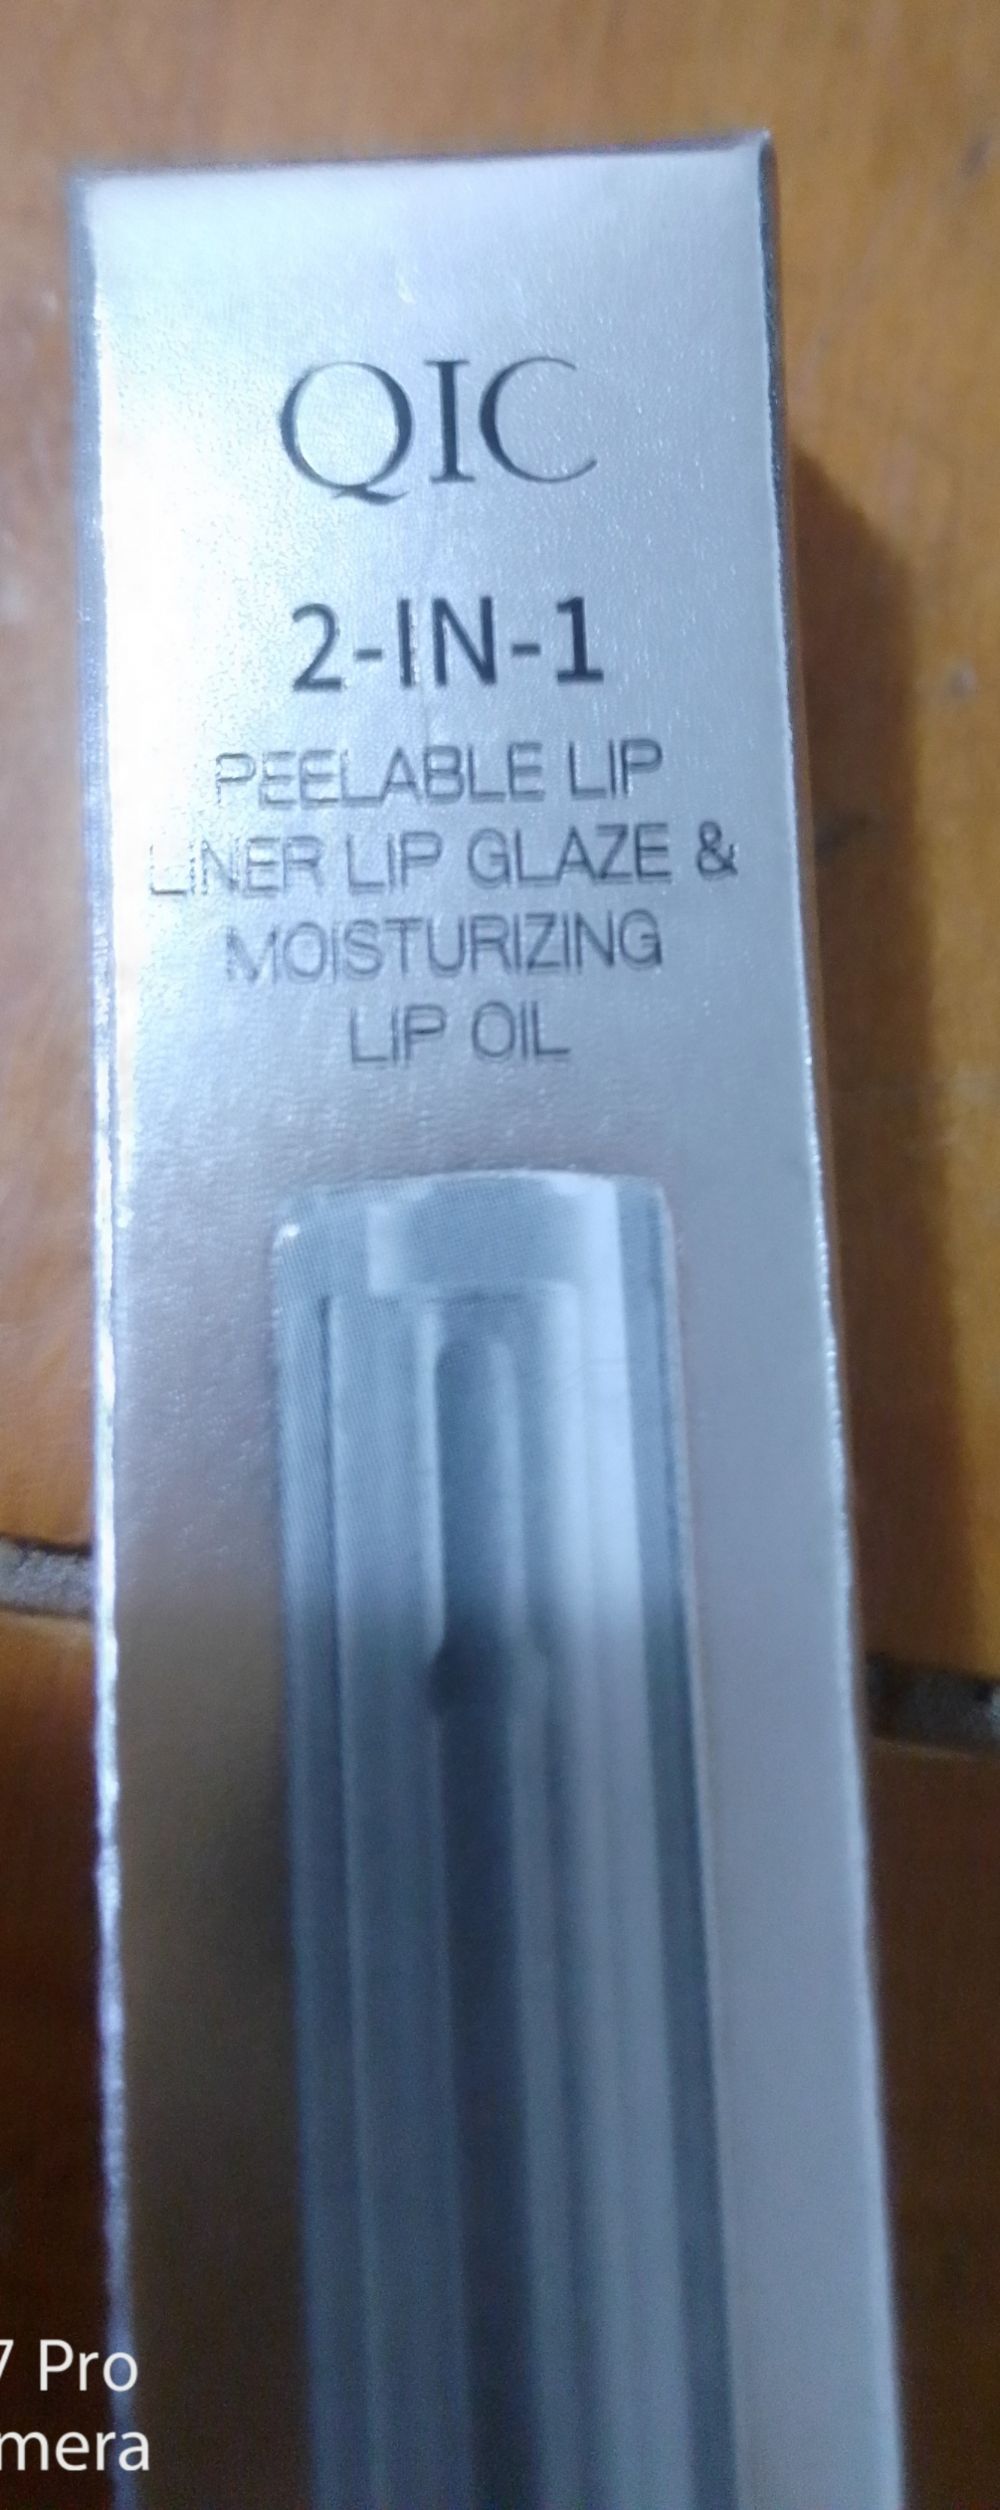 QIC
2-IN-1
PEELABLE LIP
LINER LIP GLAZE &
MOISTURIZING
LIP OIL
7 Pro
mera